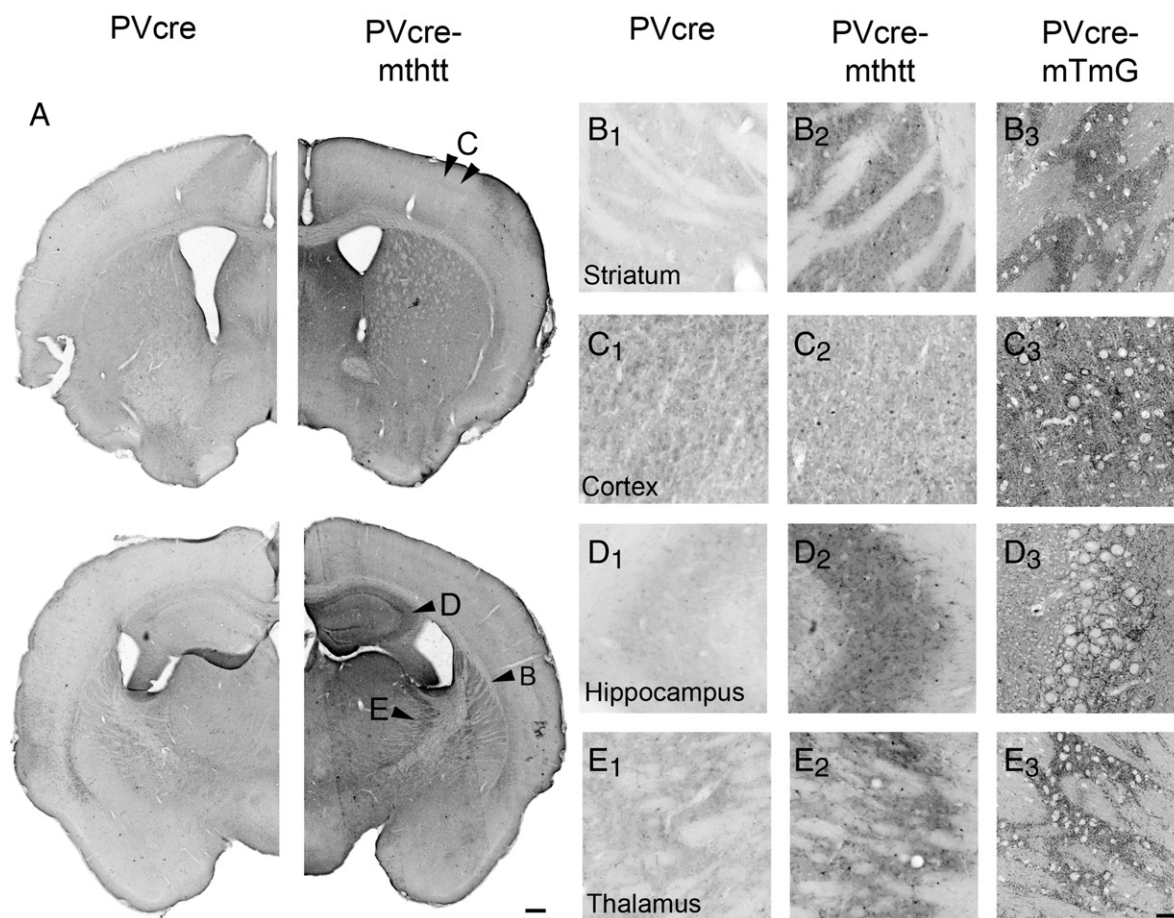 PVcre
PVcre-
mthtt
PVcre
PVcre-
mthtt
PVcre-
mTmG
A
C
D
B
E
B1
B2
B3
Striatum
C1
C2
C3
Cortex
D1
D2
D3
Hippocampus
E1
E2
E3
Thalamus